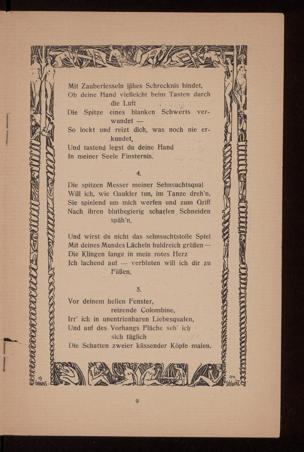 Mit Zauberfesseln jähes Schrecknis bindet,
Ob deine Hand vielleicht beim Tasten durch
die Luft
Die Spitze eines blanken Schwerts ver-
wundet —
So lockt und reizt dich, was noch nie er-
kundet,
Und tastend legst du deine Hand
In meiner Seele Finsternis.
4.
Die spitzen Messer meiner Sehnsuchtsqual
Will ich, wie Gaukler tun, im Tanze dreh'n,
Sie spielend um mich werfen und zum Griff
Nach ihren blutbegierig scharfen Schneiden
späh'n.
Und wirst du nicht das sehnsuchtstolle Spiel
Mit deines Mundes Lächeln huldreich grüßen —
Die Klingen fange in mein rotes Herz
Ich lachend auf — verbluten will ich dir zu
Füßen.
5.
Vor deinem hellen Fenster,
reizende Colombine,
Irr' ich in unentrinnbaren Liebesqualen,
Und auf des Vorhangs Fläche seh' ich
sich täglich
Die Schatten zweier küssender Köpfe malen.
9